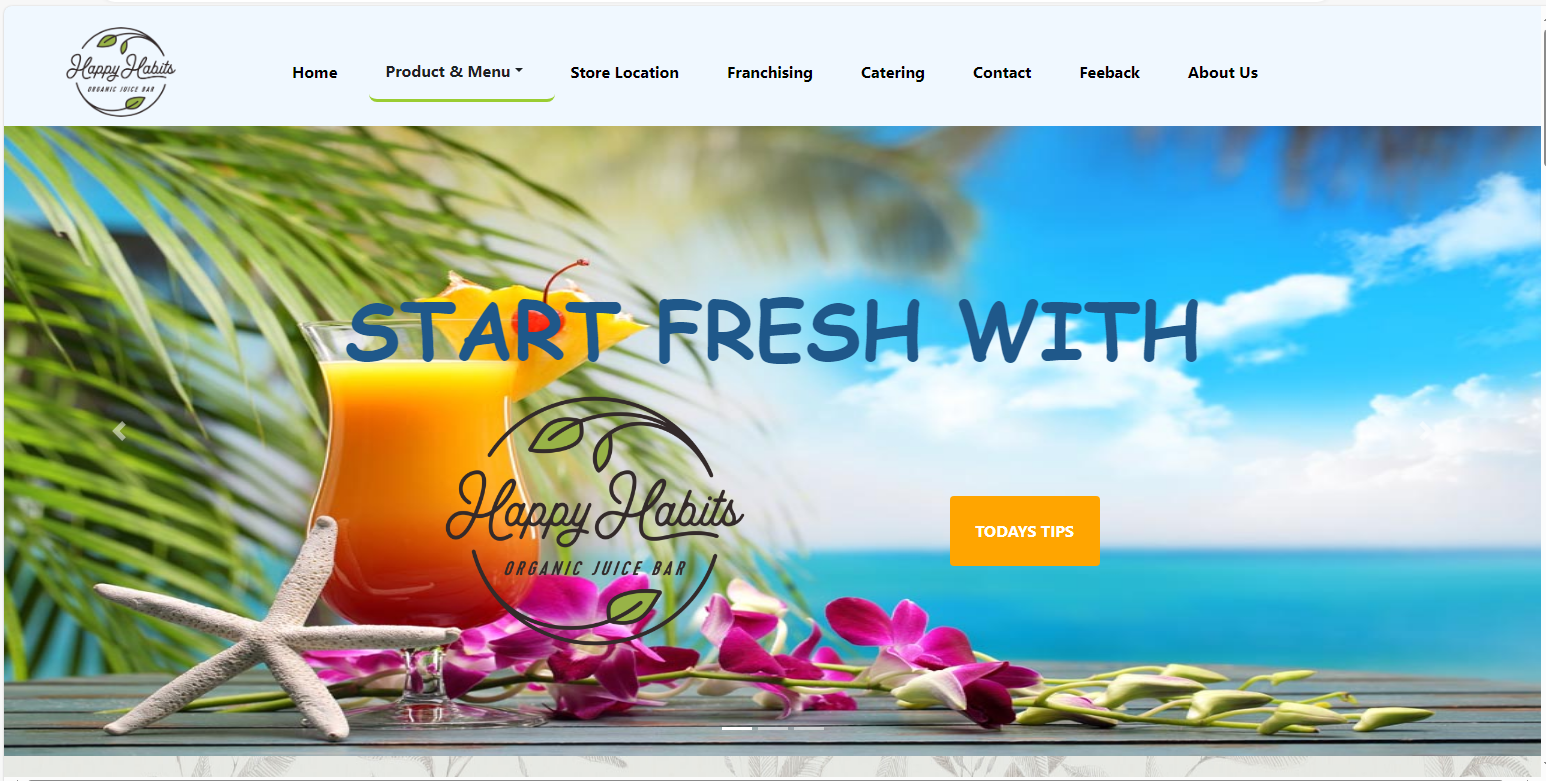 Happy Habits
ORGANIC JUICE BAR
Home Product & Menu Store Location Franchising Catering Contact Feeback About Us
START FRESH WITH
Happy Habits
ORGANIC JUICE BAR
TODAYS TIPS